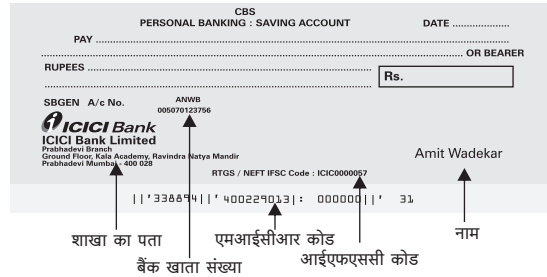 CBS
PERSONAL BANKING : SAVING ACCOUNT DATE ..................
PAY ..........................................................................................
.......................................................................................... OR BEARER
RUPEES ..........................................................................................
..........................................................................................
Rs.
SBGEN A/c No. ANWB
005070123756
ICICI Bank
ICICI Bank Limited
Prabhadevi Branch
Ground Floor, Kala Academy, Ravindra Natya Mandir
Prabhadevi Mumbai - 400 028
Amit Wadekar
RTGS / NEFT IFSC Code : ICIC0000057
||'338894||' 400229013|: 000000||' 31
शाखा का पता
बैंक खाता संख्या
एमआईसीआर कोड
आईएफएससी कोड
नाम